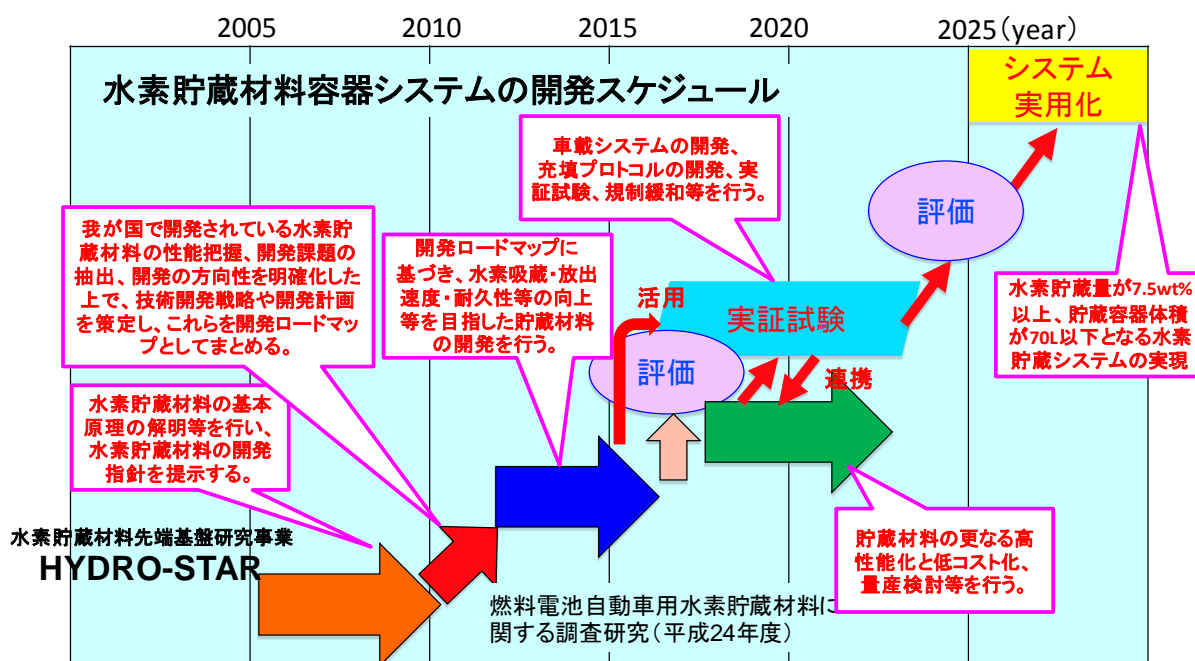 2005
2010
2015
2020
2025（year）
水素貯蔵材料容器システムの開発スケジュール
システム
実用化
車載システムの開発、
充填プロトコルの開発、実
証試験、規制緩和等を行う。
評価
我が国で開発されている水素貯
蔵材料の性能把握、開発課題の
抽出、開発の方向性を明確化した
上で、技術開発戦略や開発計画
を策定し、これらを開発ロードマッ
プとしてまとめる。
開発ロードマップに
基づき、水素吸蔵・放出
速度・耐久性等の向上
等を目指した貯蔵材料
の開発を行う。
活用
実証試験
水素貯蔵量が7.5wt%
以上、貯蔵容器体積
が70L以下となる水素
貯蔵システムの実現
評価
連携
水素貯蔵材料の基本
原理の解明等を行い、
水素貯蔵材料の開発
指針を提示する。
水素貯蔵材料先端基盤研究事業
HYDRO-STAR
貯蔵材料の更なる高
性能化と低コスト化、
量産検討等を行う。
燃料電池自動車用水素貯蔵材料に
関する調査研究（平成24年度）